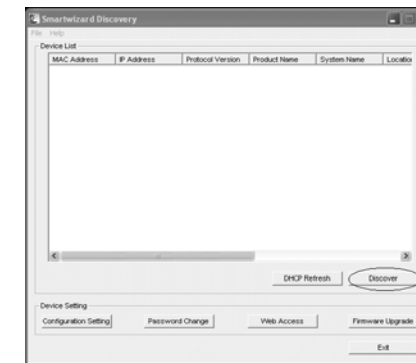 Smartwizard Discovery
File Help
Device List
MAC Address IP Address Protocol Version Product Name System Name Location
DHCP Refresh Discover
Device Setting
Configuration Setting Password Change Web Access Firmware Upgrade
Exit